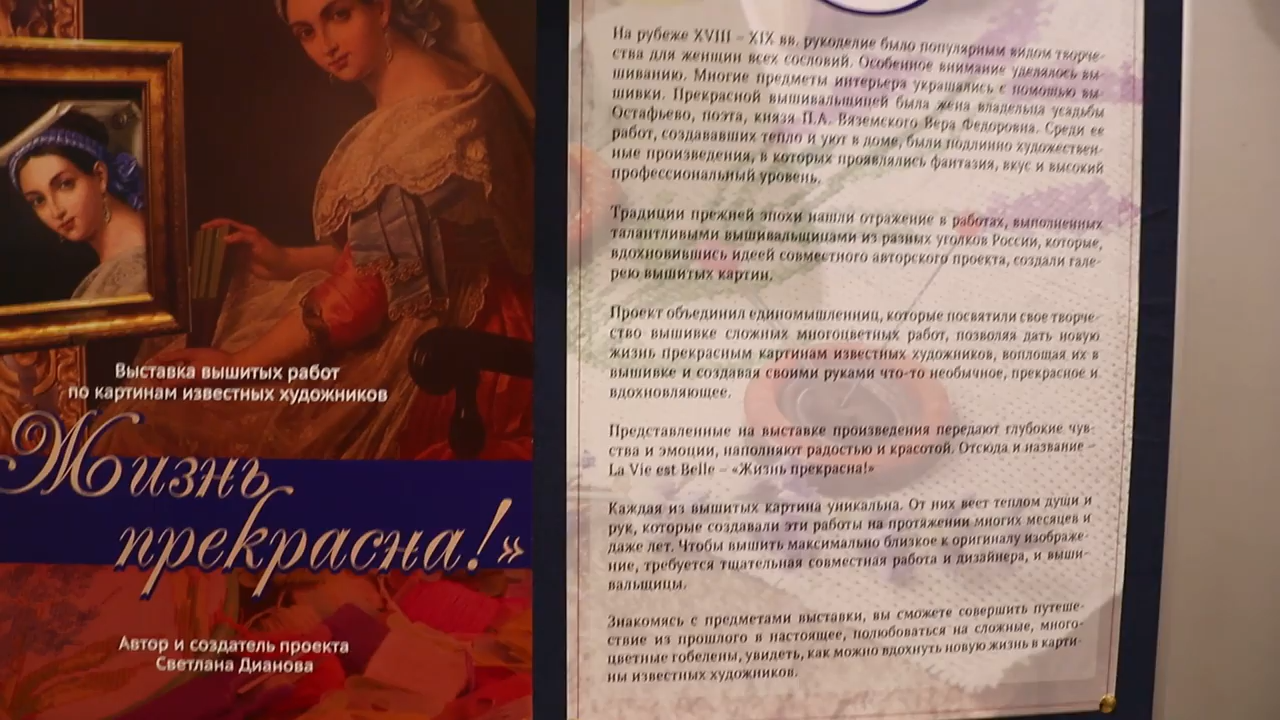 Выставка вышитых работ
по картинам известных художников
Жизнь
прекрасна!»
Автор и создатель проекта
Светлана Дианова
На рубеже XVIII – XIX вв. рукоделие было популярным видом творче-
ства для женщин всех сословий. Особенное внимание уделялось вы-
шиванию. Многие предметы интерьера украшались с помощью вы-
шивки. Прекрасной вышивальщицей была жена владельца усадьбы
Остафьево, поэта, князя П.А. Вяземского Вера Федоровна. Среди ее
работ, создававших тепло и уют в доме, были подлинно художествен-
ные произведения, в которых проявлялись фантазия, вкус и высокий
профессиональный уровень.
Традиции прежней эпохи нашли отражение в работах, выполненных
талантливыми вышивальщицами из разных уголков России, которые,
вдохновившись идеей совместного авторского проекта, создали гале-
рею вышитых картин.
Проект объединил единомышленниц, которые посвятили свое творче-
ство вышивке сложных многоцветных работ, позволяя дать новую
жизнь прекрасным картинам известных художников, воплощая их в
вышивке и создавая своими руками что-то необычное, прекрасное и
вдохновляющее.
Представленные на выставке произведения передают глубокие чув-
ства и эмоции, наполняют радостью и красотой. Отсюда и название –
La Vie est Belle – «Жизнь прекрасна!»
Каждая из вышитых картина уникальна. От них веет теплом души и
рук, которые создавали эти работы на протяжении многих месяцев и
даже лет. Чтобы вышить максимально близкое к оригиналу изображе-
ние, требуется тщательная совместная работа и дизайнера, и выши-
вальщицы.
Знакомясь с предметами выставки, вы сможете совершить путеше-
ствие из прошлого в настоящее, полюбоваться на сложные, много-
цветные гобелены, увидеть, как можно вдохнуть новую жизнь в карти-
ны известных художников.